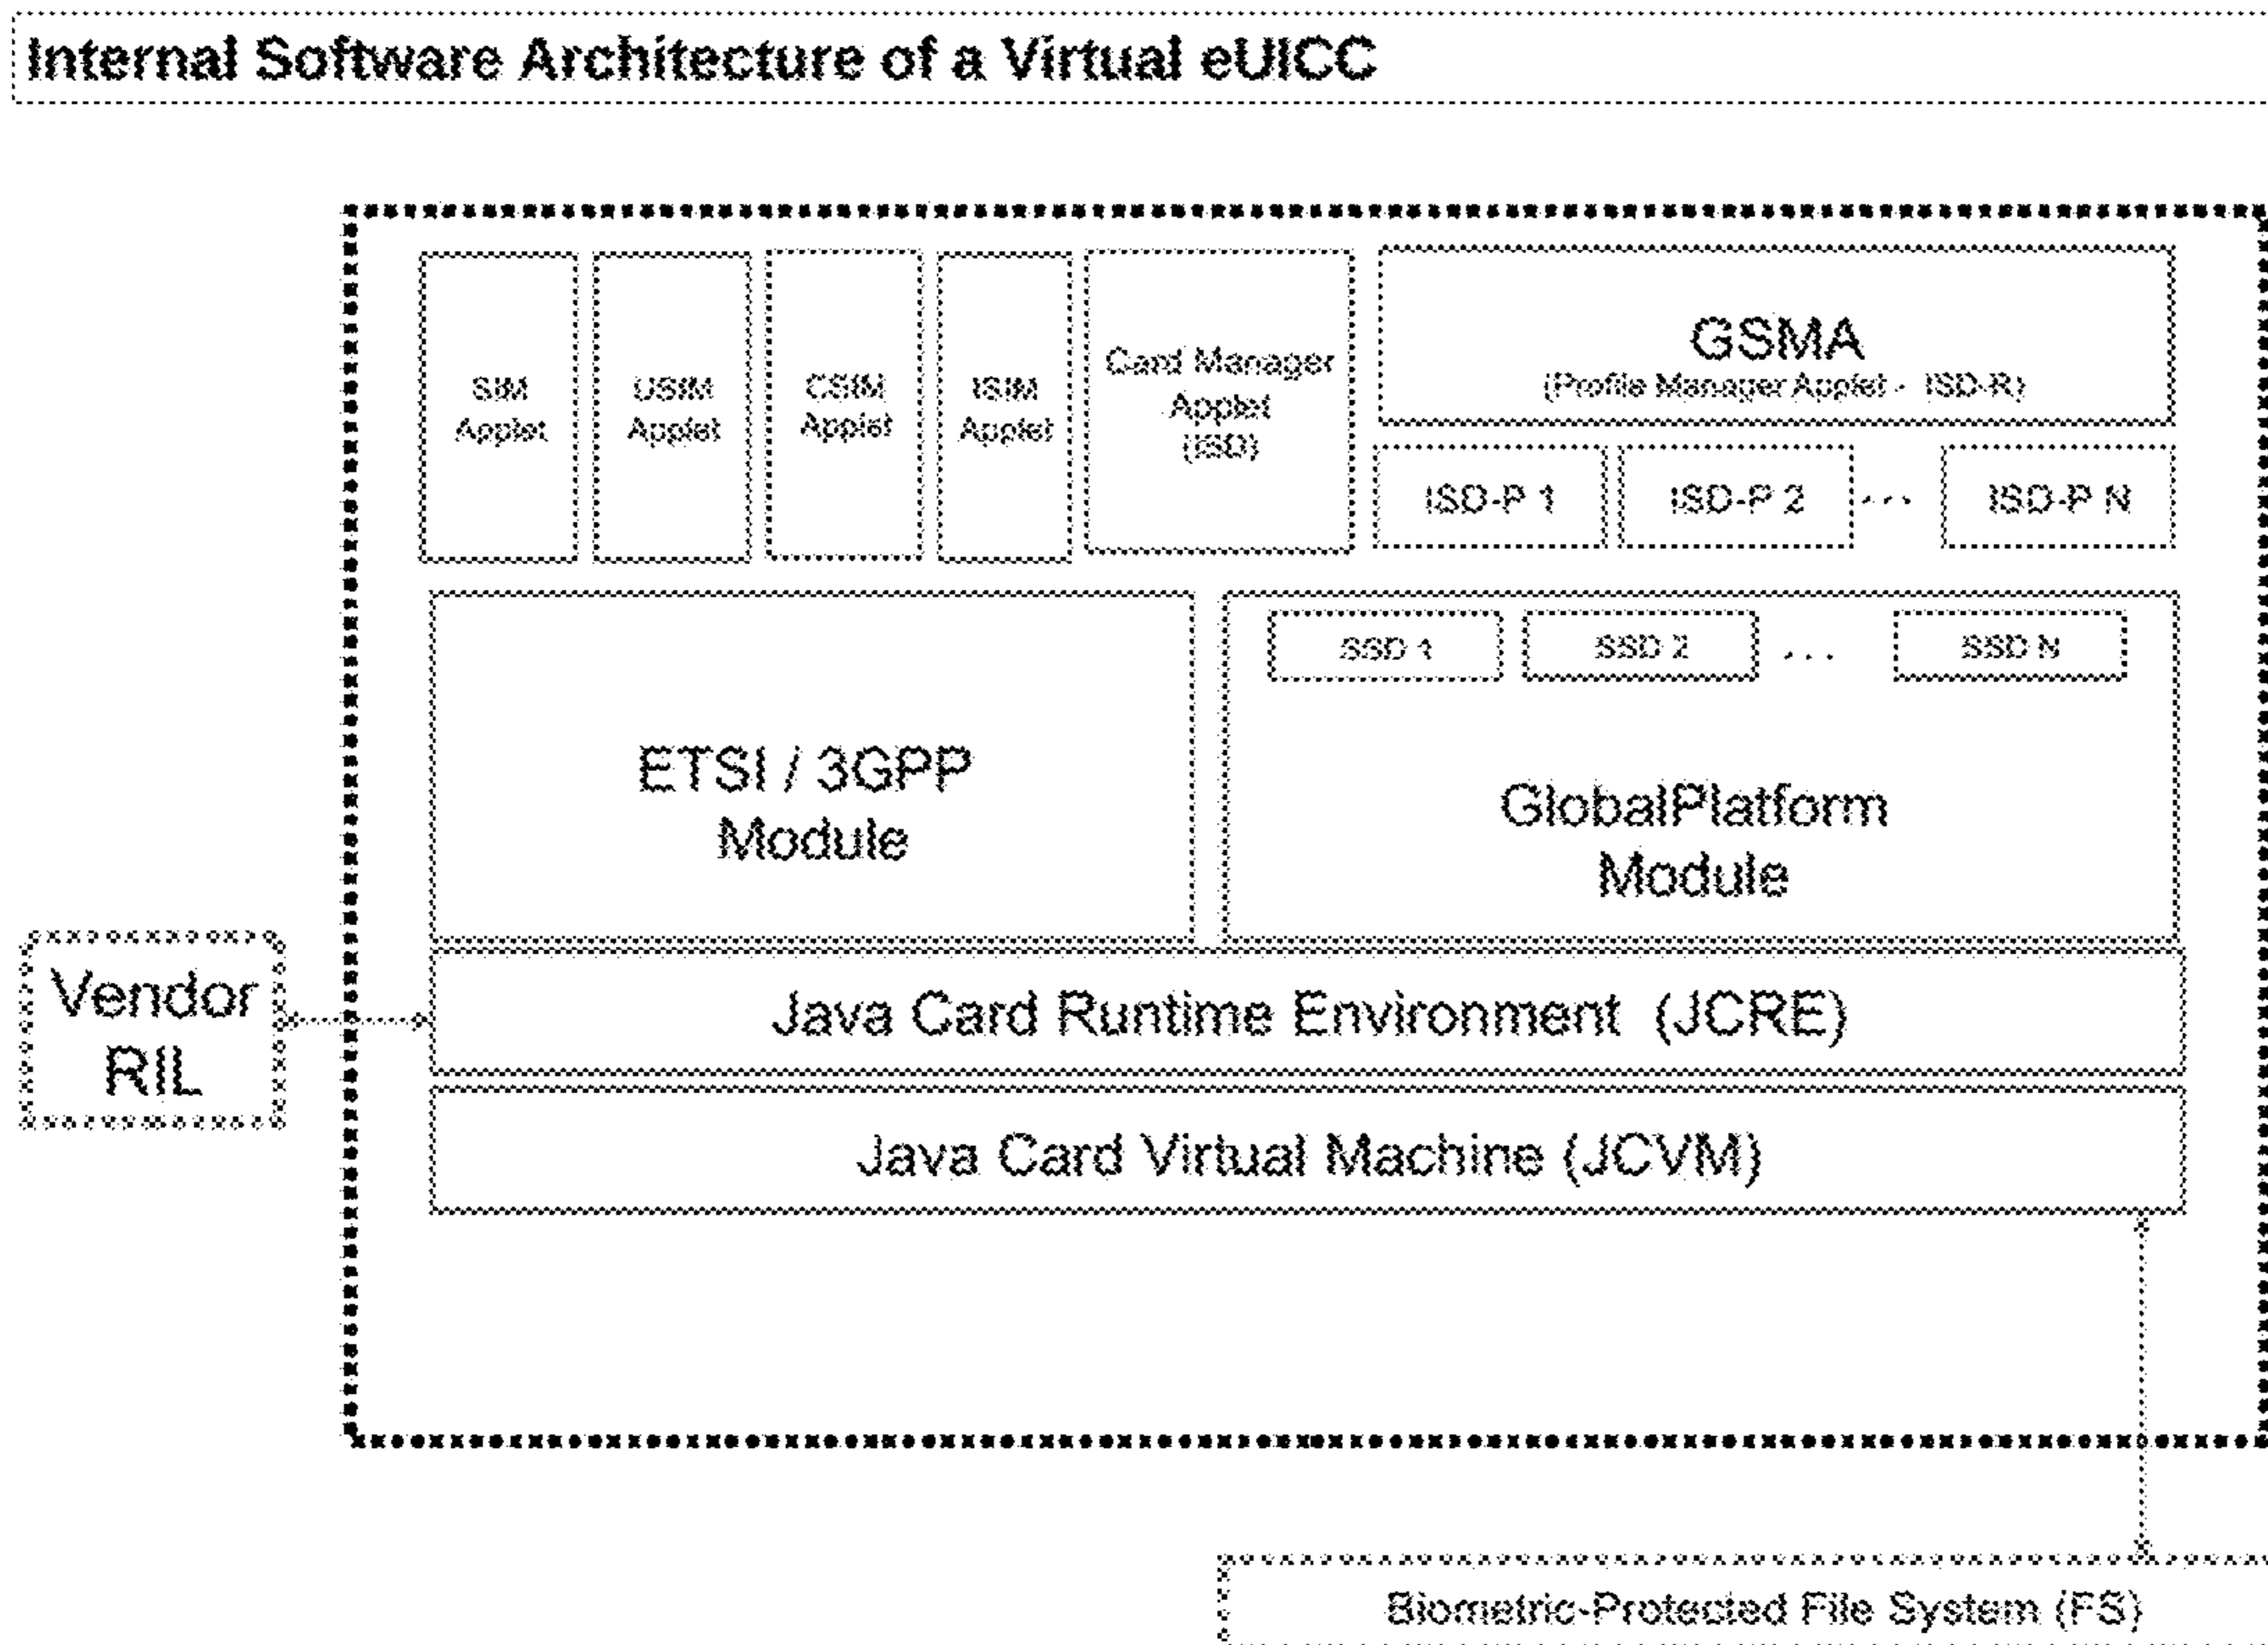 Internal Software Architecture of a Virtual eUICC
SIM
Applet
USIM
Applet
CSIM
Applet
ISIM
Applet
Card Manager
Applet
(ISD)
GSMA
(Profile Manager Applet - ISD-R)
ISD-P 1
ISD-P 2
...
ISD-P N
ETSI / 3GPP
Module
SSD 1
SSD 2
...
SSD N
GlobalPlatform
Module
Vendor
RIL
Java Card Runtime Environment (JCRE)
Java Card Virtual Machine (JCVM)
Biometric-Protected File System (FS)